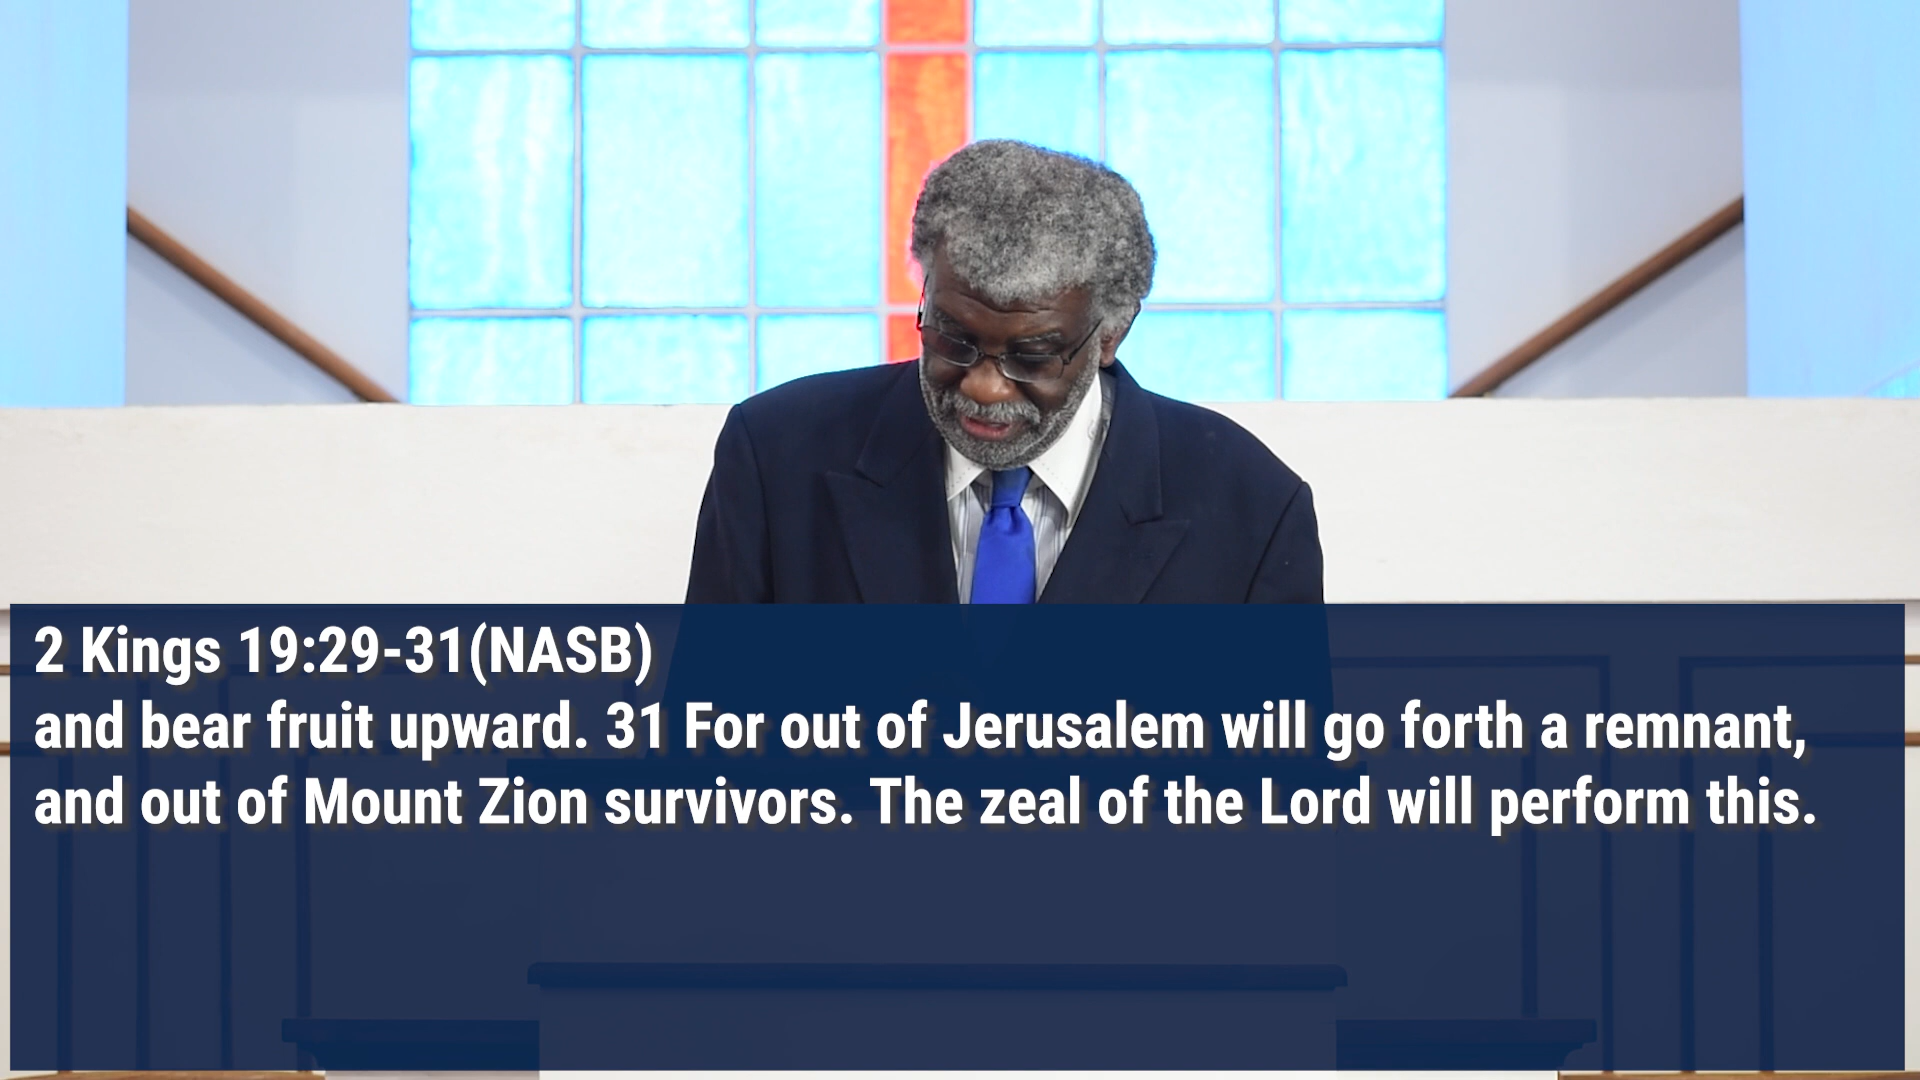 2 Kings 19:29-31(NASB)
and bear fruit upward. 31 For out of Jerusalem will go forth a remnant,
and out of Mount Zion survivors. The zeal of the Lord will perform this.